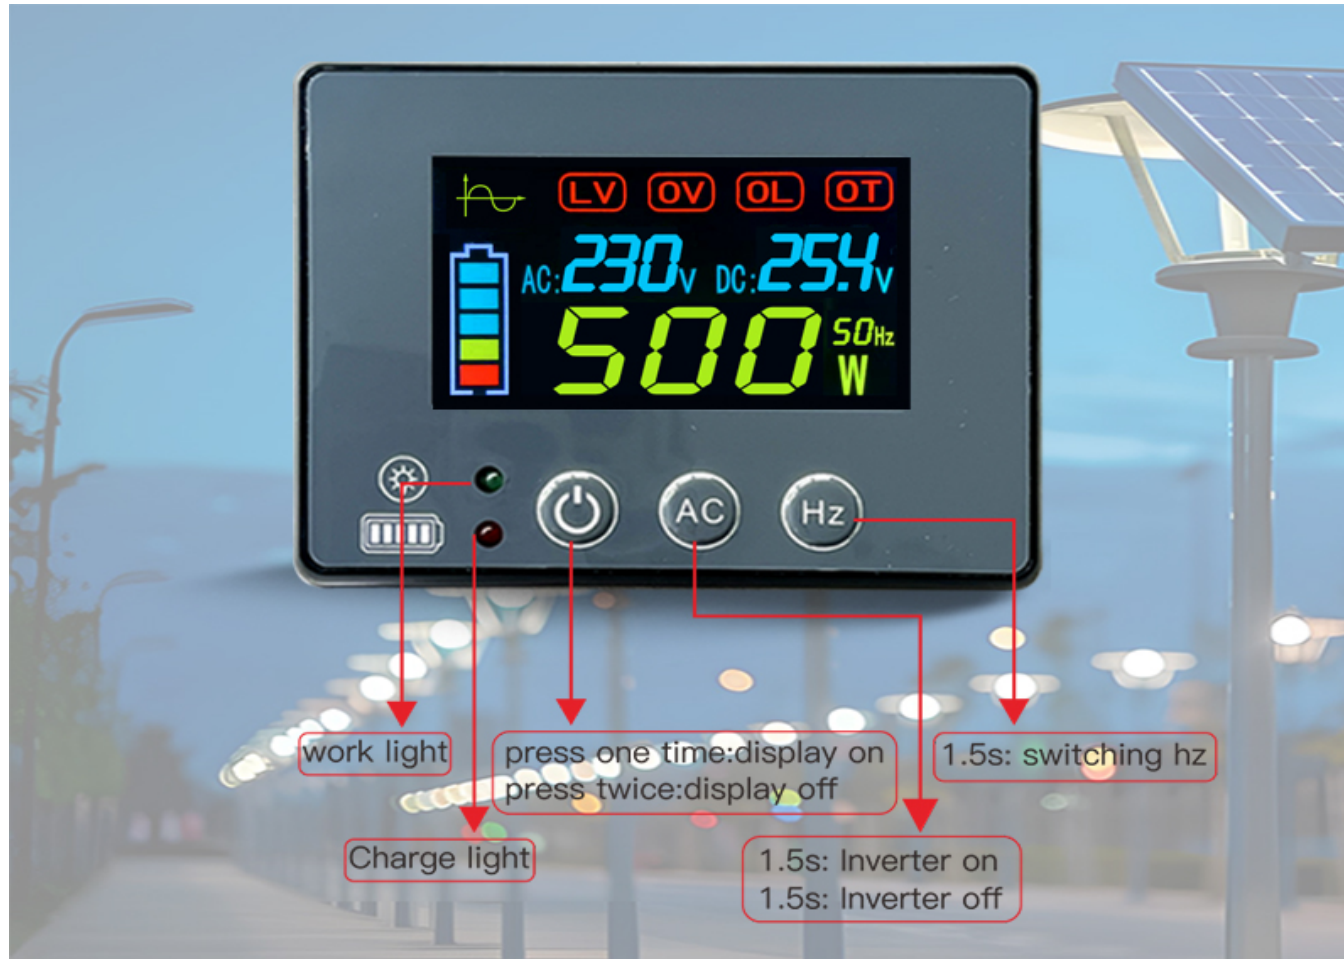 LV OV OL OT
AC:230V DC:25.4V
500 50Hz
W
AC Hz
work light
press one time:display on
press twice:display off
1.5s: switching hz
Charge light
1.5s: Inverter on
1.5s: Inverter off